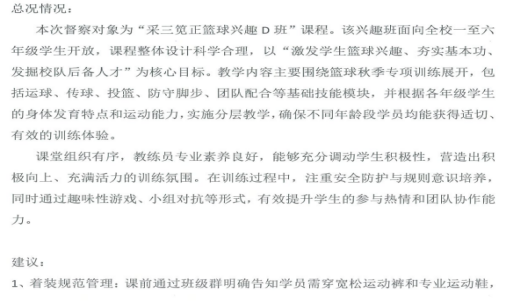 总况情况：
本次督察对象为“采三览正篮球兴趣 D 班”课程。该兴趣班面向全校一至六
年级学生开放，课程整体设计科学合理，以“激发学生篮球兴趣、夯实基本功、
发掘校队后备人才”为核心目标。教学内容主要围绕篮球秋季专项训练展开，包
括运球、传球、投篮、防守脚步、团队配合等基础技能模块，并根据各年级学生
的身体发育特点和运动能力，实施分层教学，确保不同年龄段学员均能获得适切、
有效的训练体验。
课堂组织有序，教练员专业素养良好，能够充分调动学生积极性，营造出积
极向上、充满活力的训练氛围。在训练过程中，注重安全防护与规则意识培养，
同时通过趣味性游戏、小组对抗等形式，有效提升学生的参与热情和团队协作能
力。
建议：
1、着装规范管理：课前通过班级群明确告知学员需穿宽松运动裤和专业运动鞋，